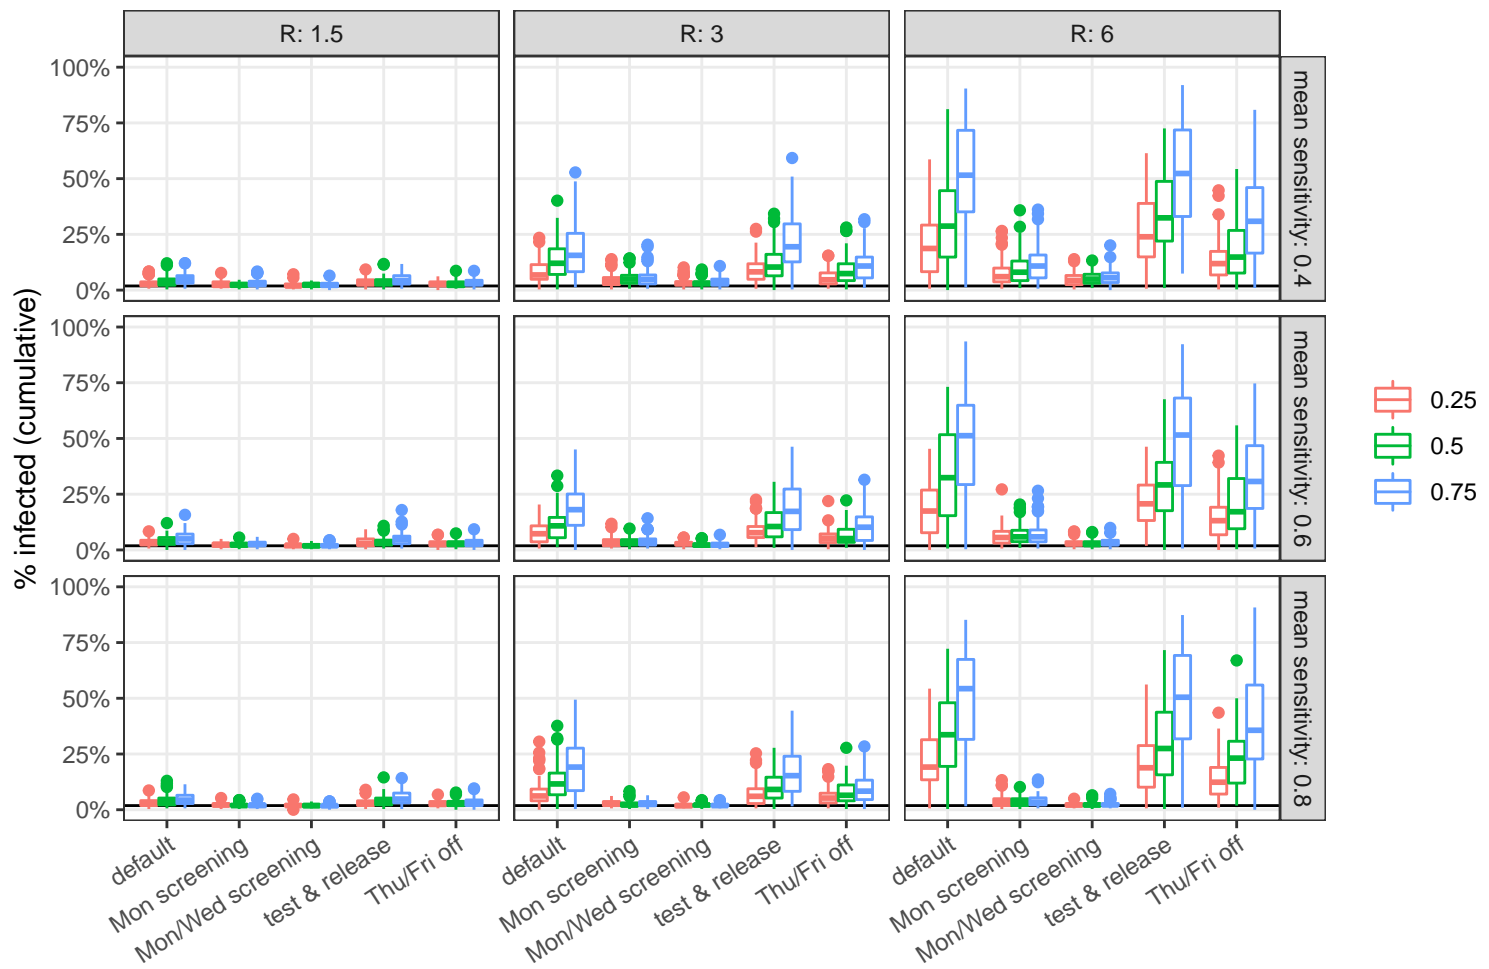 R: 1.5
R: 3
R: 6
% infected (cumulative)
100%
75%
50%
25%
0%
mean sensitivity: 0.4
100%
75%
50%
25%
0%
mean sensitivity: 0.6
100%
75%
50%
25%
0%
mean sensitivity: 0.8
default
Mon screening
Mon/Wed screening
test & release
Thu/Fri off
default
Mon screening
Mon/Wed screening
test & release
Thu/Fri off
default
Mon screening
Mon/Wed screening
test & release
Thu/Fri off
0.25
0.5
0.75